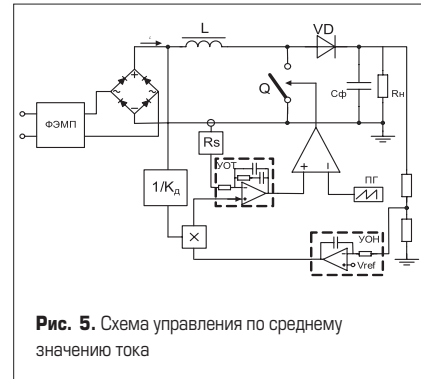 L
VD
Q
Cф
Rн
ФЭМП
Rs
УОТ
1/Kд
+
−
ПГ
×
УОН
Vref
Рис. 5. Схема управления по среднему
значению тока